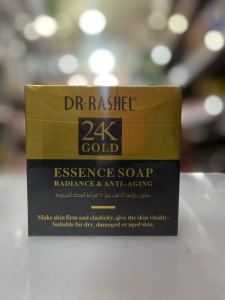 DR·RASHEL
24K
GOLD
ESSENCE SOAP
RADIANCE & ANTI-AGING
Make skin firm and elasticity, give the skin vitality.
Suitable for dry, damaged or aged skin.